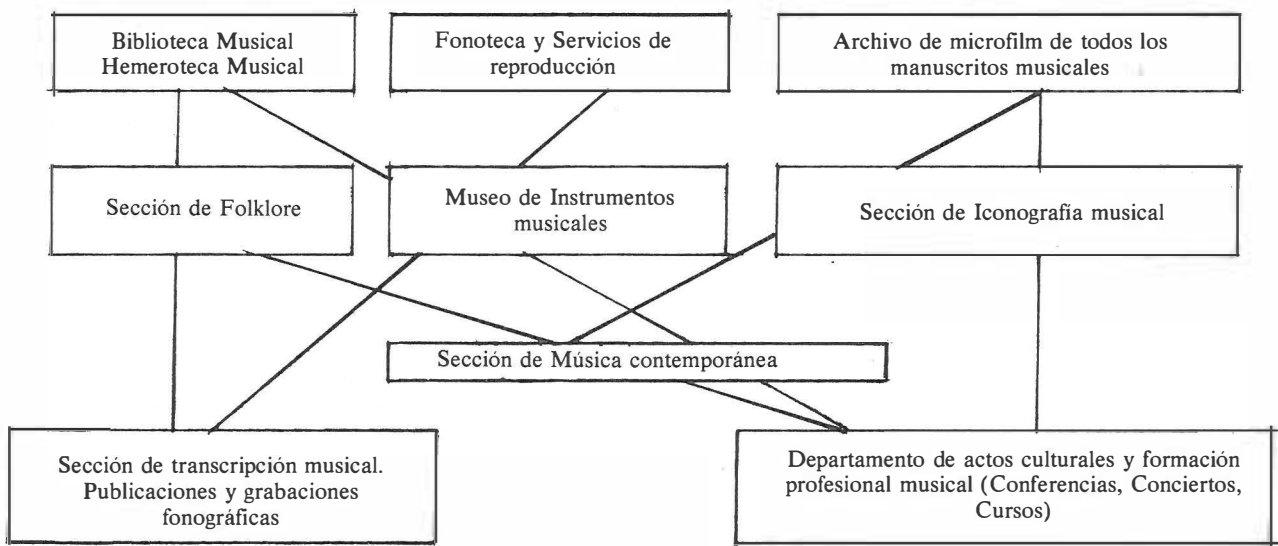 Biblioteca Musical
Hemeroteca Musical
Fonoteca y Servicios de
reproducción
Archivo de microfilm de todos los
manuscritos musicales
Sección de Folklore
Museo de Instrumentos
musicales
Sección de Iconografía musical
Sección de Música contemporánea
Sección de transcripción musical.
Publicaciones y grabaciones
fonográficas
Departamento de actos culturales y formación
profesional musical (Conferencias, Conciertos,
Cursos)